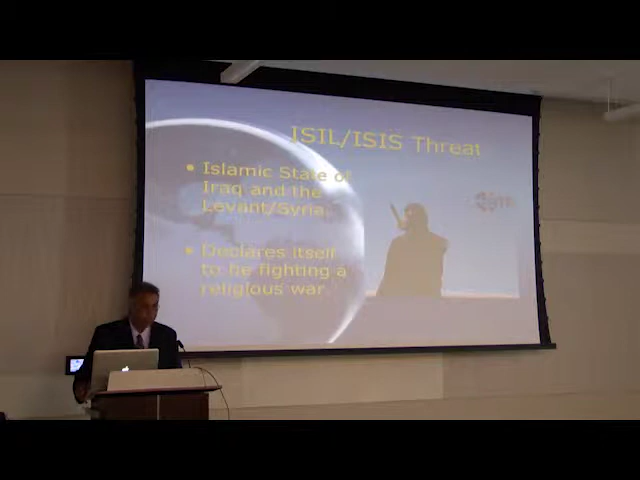 ISIL/ISIS Threat
• Islamic State of
Iraq and the
Levant/Syria.
• Declares itself
to be fighting a
religious war